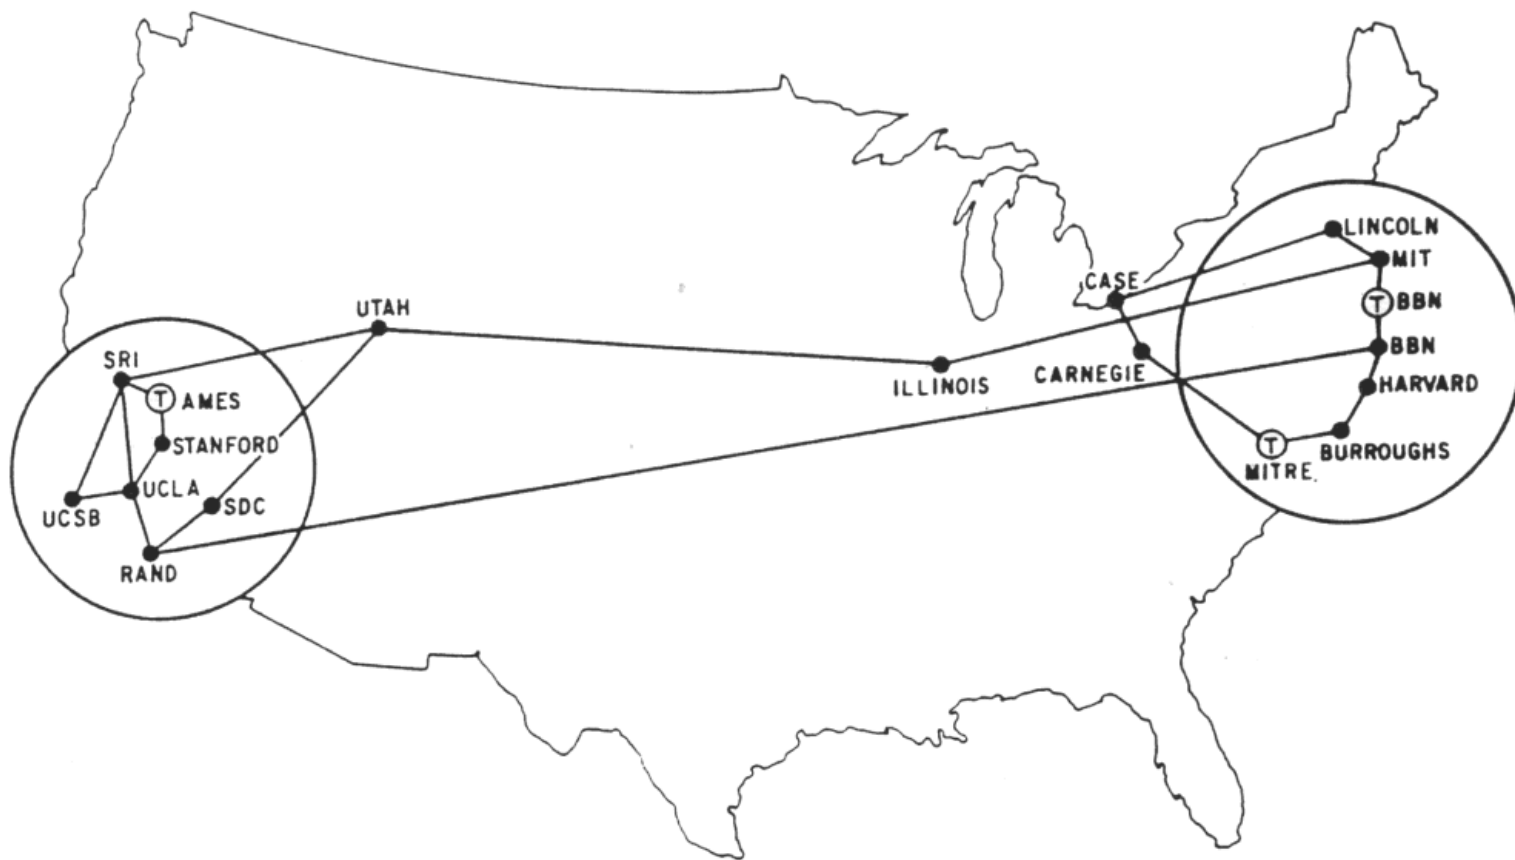 LINCOLN
MIT
T BBN
CASE
UTAH
BBN
SRI
ILLINOIS
CARNEGIE
HARVARD
T AMES
STANFORD
T
BURROUGHS
MITRE.
UCLA
SDC
UCSB
RAND